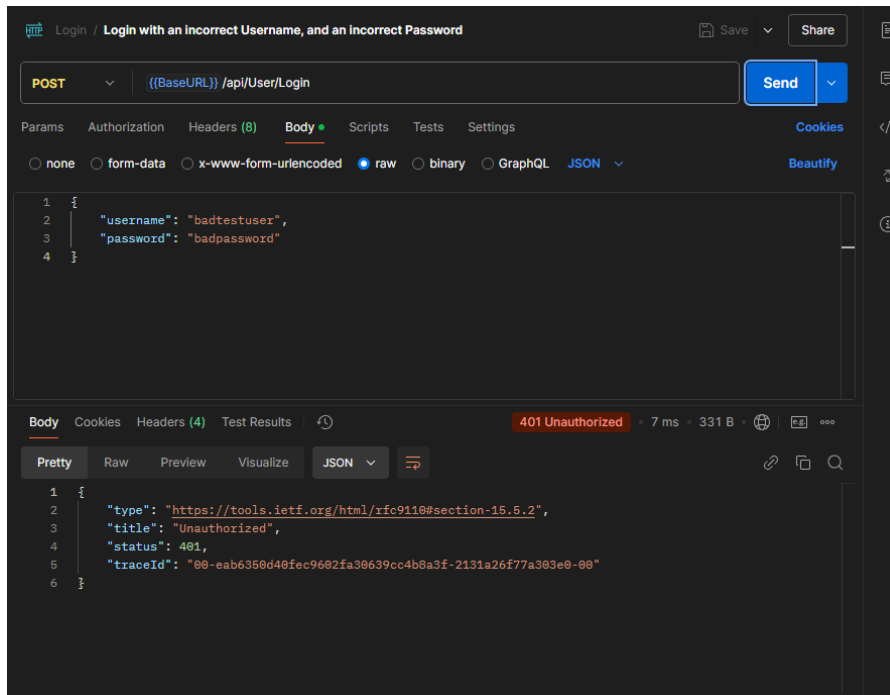 HTTP Login / Login with an incorrect Username, and an incorrect Password Save Share
POST {{BaseURL}} /api/User/Login Send
Params Authorization Headers (8) Body Scripts Tests Settings Cookies
none form-data x-www-form-urlencoded raw binary GraphQL JSON Beautify
1 {
2 "username": "badtestuser",
3 "password": "badpassword"
4 }
Body Cookies Headers (4) Test Results 401 Unauthorized 7 ms 331 B e.g.
Pretty Raw Preview Visualize JSON
1 {
2 "type": "https://tools.ietf.org/html/rfc9110#section-15.5.2",
3 "title": "Unauthorized",
4 "status": 401,
5 "traceId": "00-eab6350d40fec9602fa30639cc4b8a3f-2131a26f77a303e0-00"
6 }